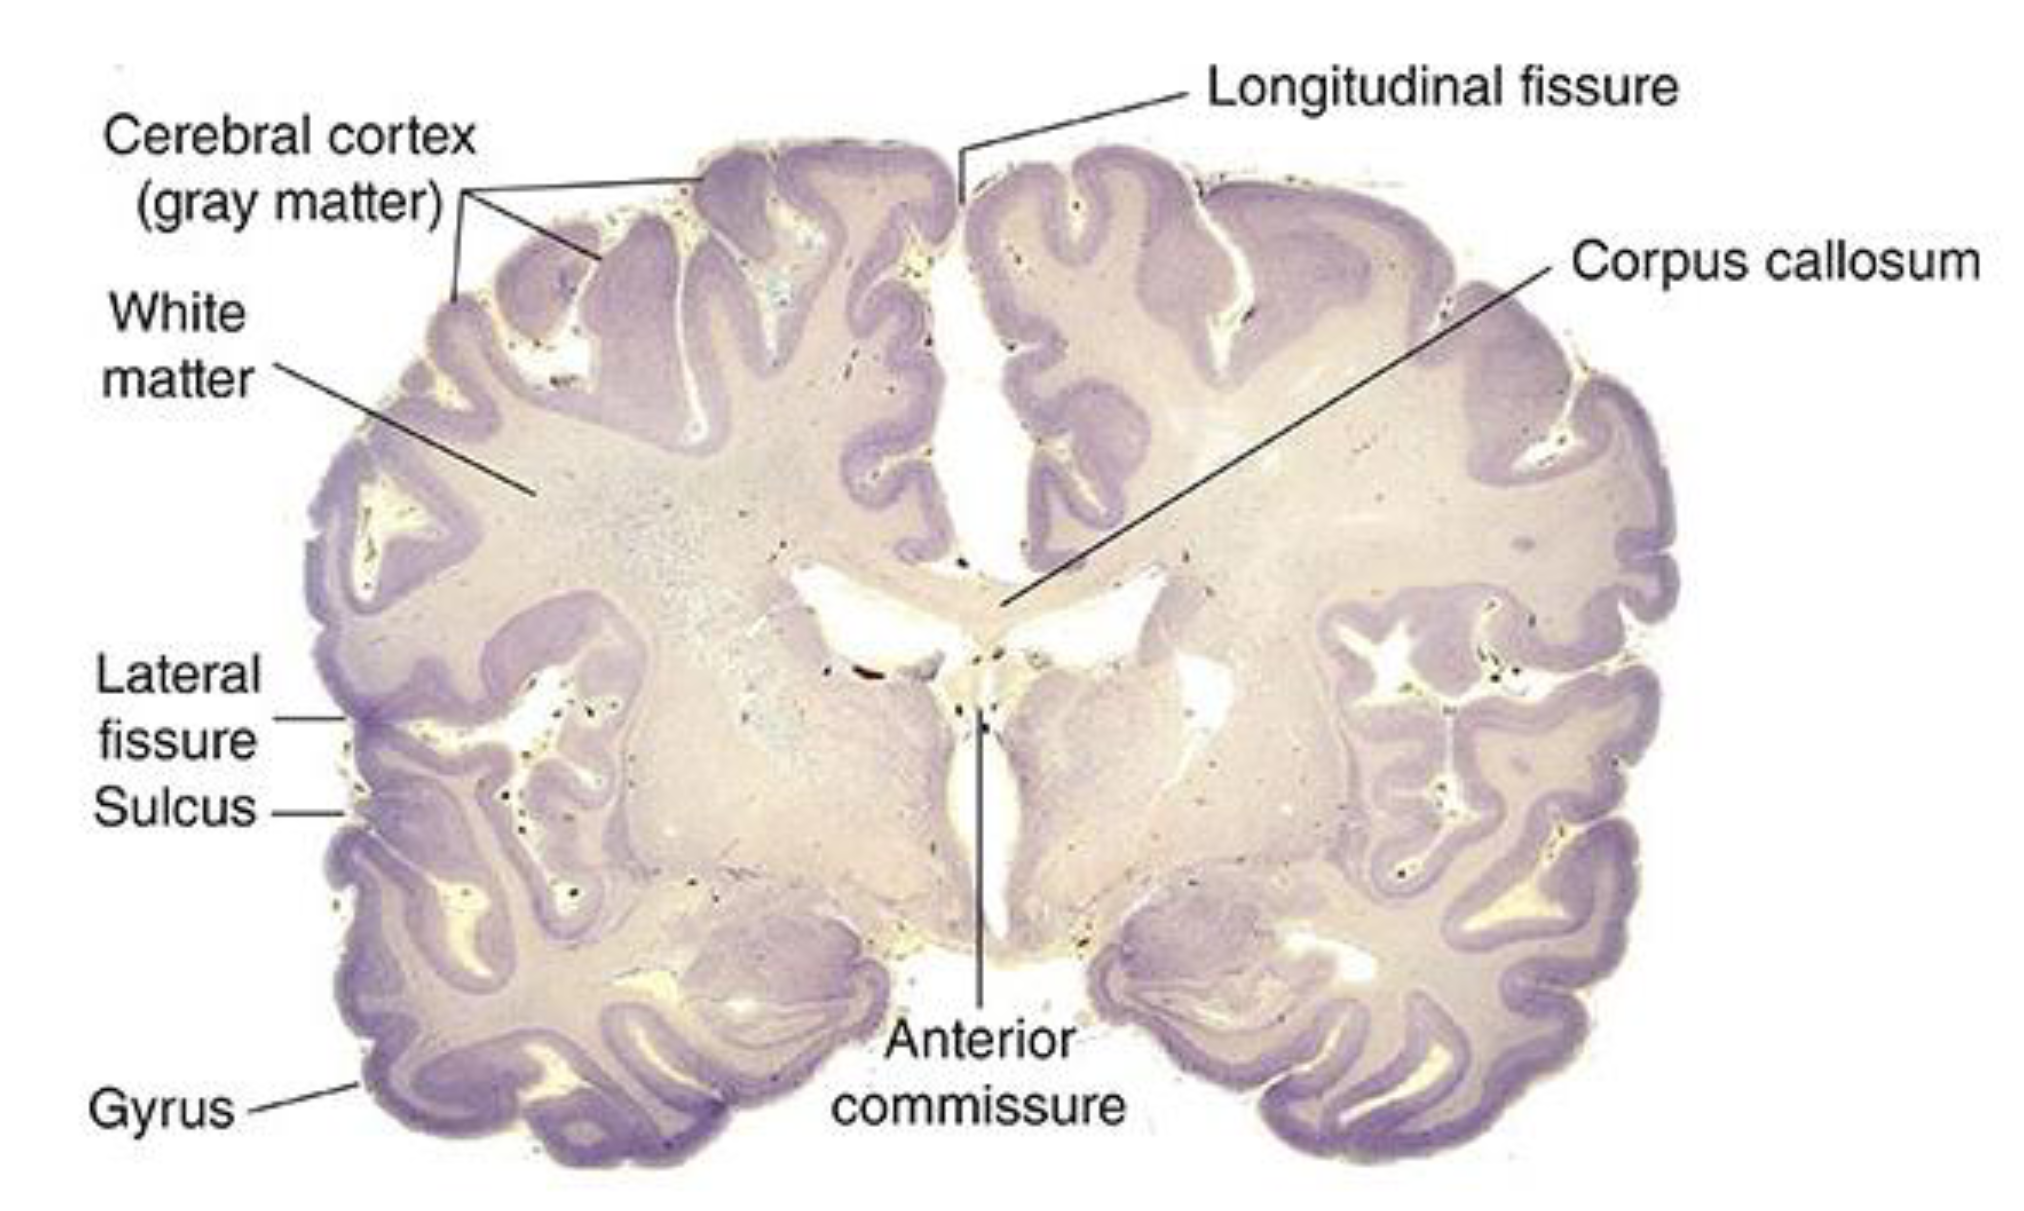 Longitudinal fissure
Cerebral cortex
(gray matter)
Corpus callosum
White
matter
Lateral
fissure
Sulcus
Anterior
commissure
Gyrus